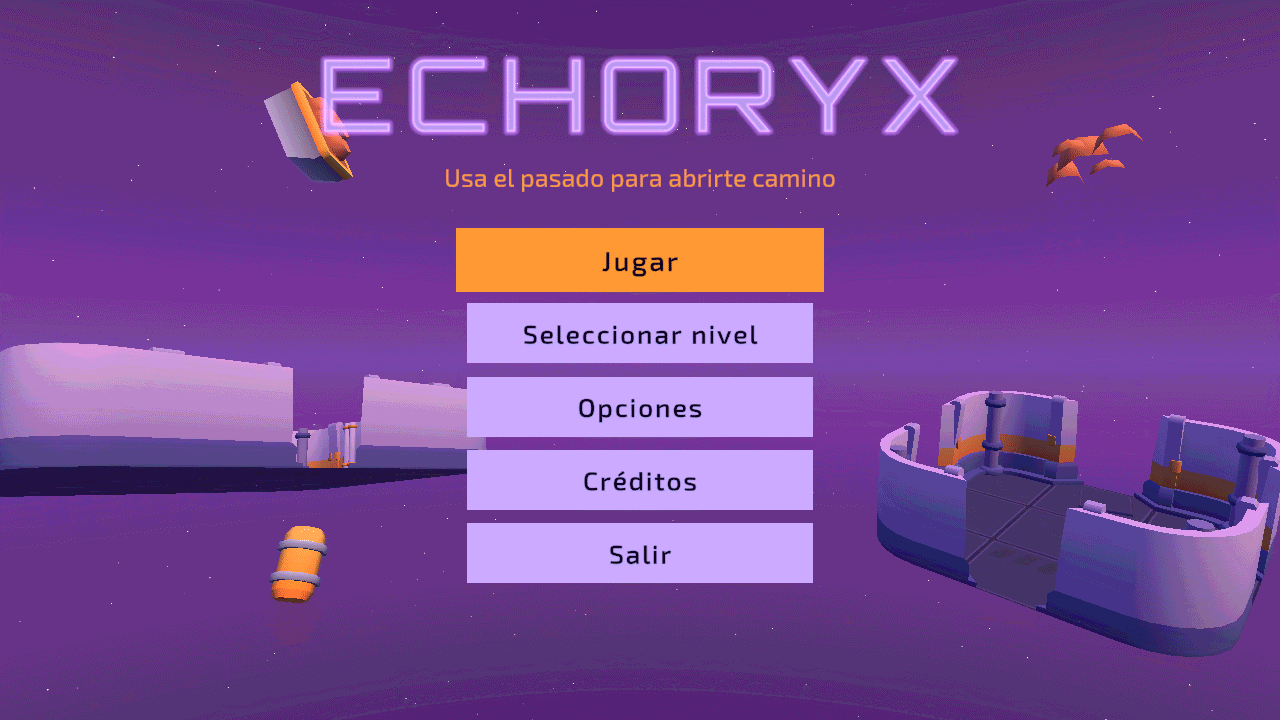 ECHORYX
Usa el pasado para abrirte camino
Jugar
Seleccionar nivel
Opciones
Créditos
Salir